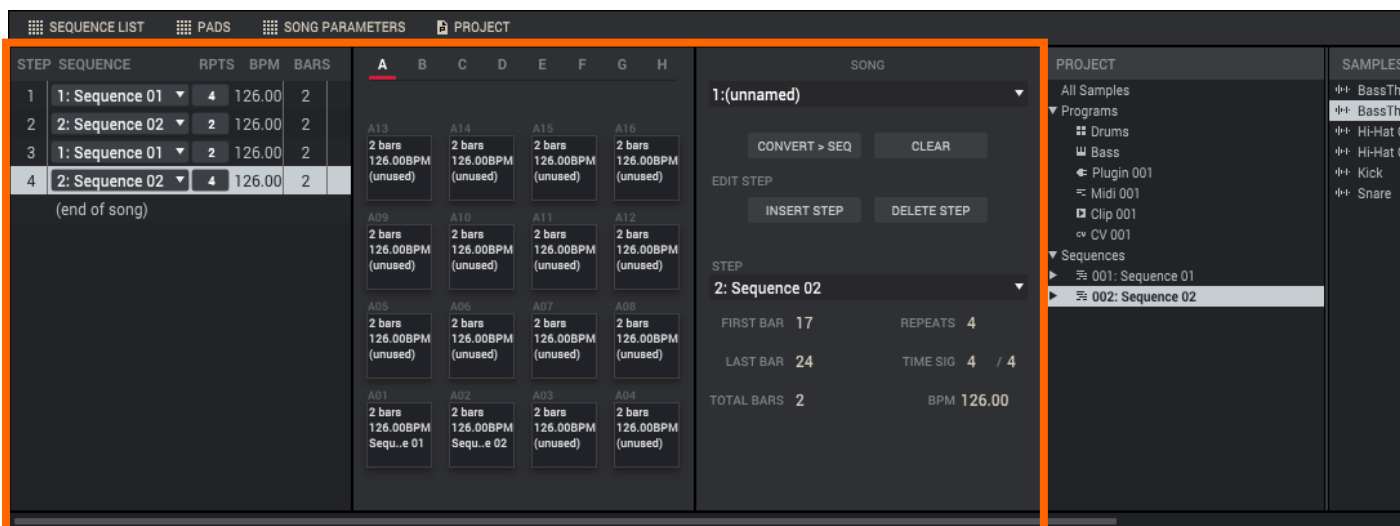 SEQUENCE LIST PADS SONG PARAMETERS PROJECT
STEP SEQUENCE RPTS BPM BARS
1 1: Sequence 01 4 126.00 2
2 2: Sequence 02 2 126.00 2
3 1: Sequence 01 2 126.00 2
4 2: Sequence 02 4 126.00 2
(end of song)
A B C D E F G H
A13 A14 A15 A16
2 bars 2 bars 2 bars 2 bars
126.00BPM 126.00BPM 126.00BPM 126.00BPM
(unused) (unused) (unused) (unused)
A09 A10 A11 A12
2 bars 2 bars 2 bars 2 bars
126.00BPM 126.00BPM 126.00BPM 126.00BPM
(unused) (unused) (unused) (unused)
A05 A06 A07 A08
2 bars 2 bars 2 bars 2 bars
126.00BPM 126.00BPM 126.00BPM 126.00BPM
(unused) (unused) (unused) (unused)
A01 A02 A03 A04
2 bars 2 bars 2 bars 2 bars
126.00BPM 126.00BPM 126.00BPM 126.00BPM
Sequ..e 01 Sequ..e 02 (unused) (unused)
SONG
1:(unnamed)
CONVERT > SEQ CLEAR
EDIT STEP
INSERT STEP DELETE STEP
STEP
2: Sequence 02
FIRST BAR 17 REPEATS 4
LAST BAR 24 TIME SIG 4 / 4
TOTAL BARS 2 BPM 126.00
PROJECT
All Samples
Programs
Drums
Bass
Plugin 001
Midi 001
Clip 001
CV CV 001
Sequences
001: Sequence 01
002: Sequence 02
SAMPLES
BassTh
BassTh
Hi-Hat
Hi-Hat
Kick
Snare